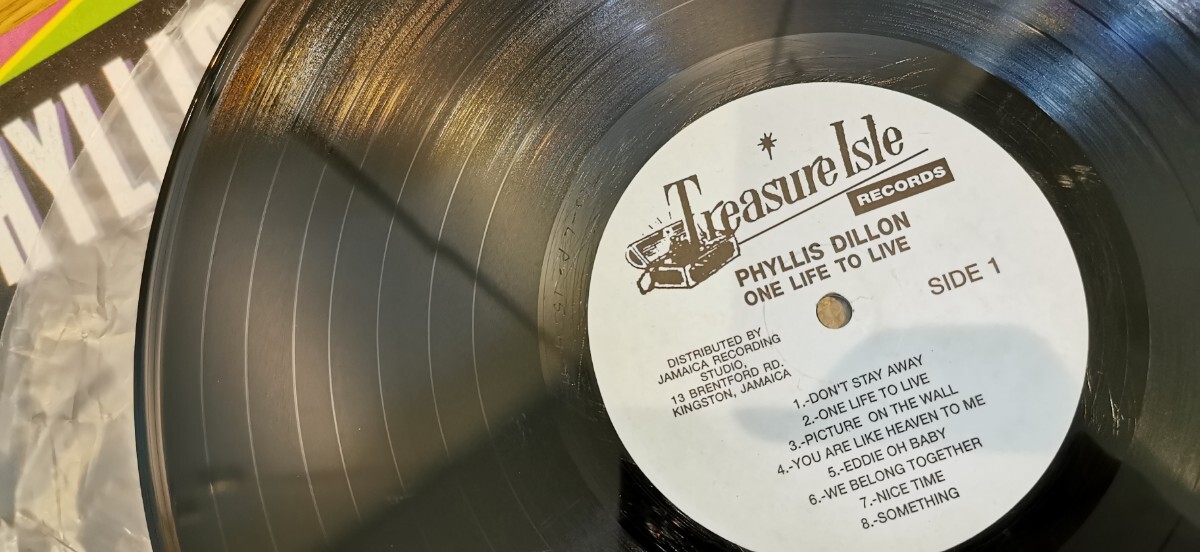 HYLLI
Treasure Isle
RECORDS
PHYLLIS DILLON
ONE LIFE TO LIVE
SIDE 1
DISTRIBUTED BY
JAMAICA RECORDING
STUDIO,
13 BRENTFORD RD.
KINGSTON, JAMAICA
1.-DON'T STAY AWAY
2.-ONE LIFE TO LIVE
3.-PICTURE ON THE WALL
4.-YOU ARE LIKE HEAVEN TO ME
5.-EDDIE OH BABY
6.-WE BELONG TOGETHER
7.-NICE TIME
8.-SOMETHING